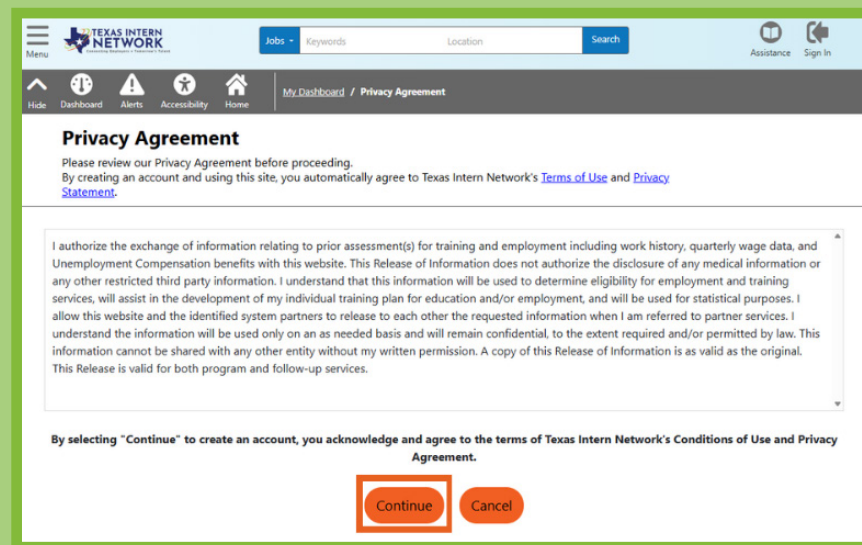 TEXAS INTERN
NETWORK
Menu
Jobs
Keywords
Location
Search
Assistance
Sign In
Hide
Dashboard
Alerts
Accessibility
Home
My Dashboard / Privacy Agreement
Privacy Agreement
Please review our Privacy Agreement before proceeding.
By creating an account and using this site, you automatically agree to Texas Intern Network's Terms of Use and Privacy
Statement.
I authorize the exchange of information relating to prior assessment(s) for training and employment including work history, quarterly wage data, and
Unemployment Compensation benefits with this website. This Release of Information does not authorize the disclosure of any medical information or
any other restricted third party information. I understand that this information will be used to determine eligibility for employment and training
services, will assist in the development of my individual training plan for education and/or employment, and will be used for statistical purposes. I
allow this website and the identified system partners to release to each other the requested information when I am referred to partner services. I
understand the information will be used only on an as needed basis and will remain confidential, to the extent required and/or permitted by law. This
information cannot be shared with any other entity without my written permission. A copy of this Release of Information is as valid as the original.
This Release is valid for both program and follow-up services.
By selecting "Continue" to create an account, you acknowledge and agree to the terms of Texas Intern Network's Conditions of Use and Privacy
Agreement.
Continue
Cancel